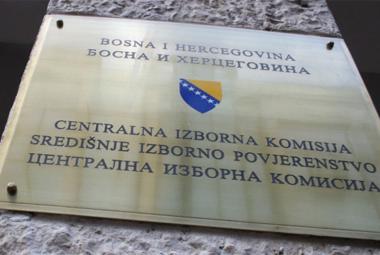 BOSNA I HERCEGOVINA
БОСНА И ХЕРЦЕГОВИНА
CENTRALNA IZBORNA KOMISIJA
SREDIŠNJE IZBORNO POVJERENSTVO
ЦЕНТРАЛНА ИЗБОРНА КОМИСИЈА